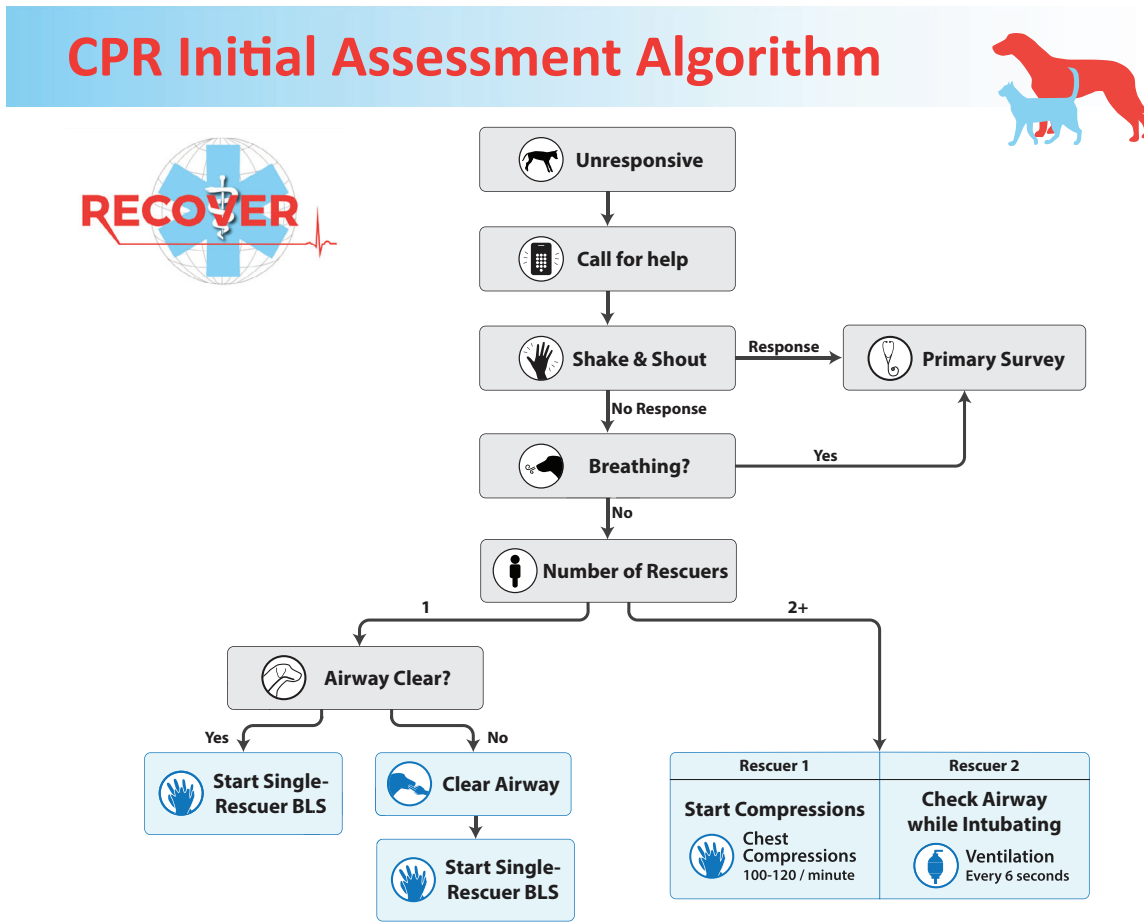 CPR Initial Assessment Algorithm
RECOVER
Unresponsive
Call for help
Shake & Shout
Response
Primary Survey
No Response
Breathing?
Yes
No
Number of Rescuers
1
2+
Airway Clear?
Yes
No
Start Single-
Rescuer BLS
Clear Airway
Start Single-
Rescuer BLS
Rescuer 1
Rescuer 2
Start Compressions
Chest
Compressions
100-120 / minute
Check Airway
while Intubating
Ventilation
Every 6 seconds